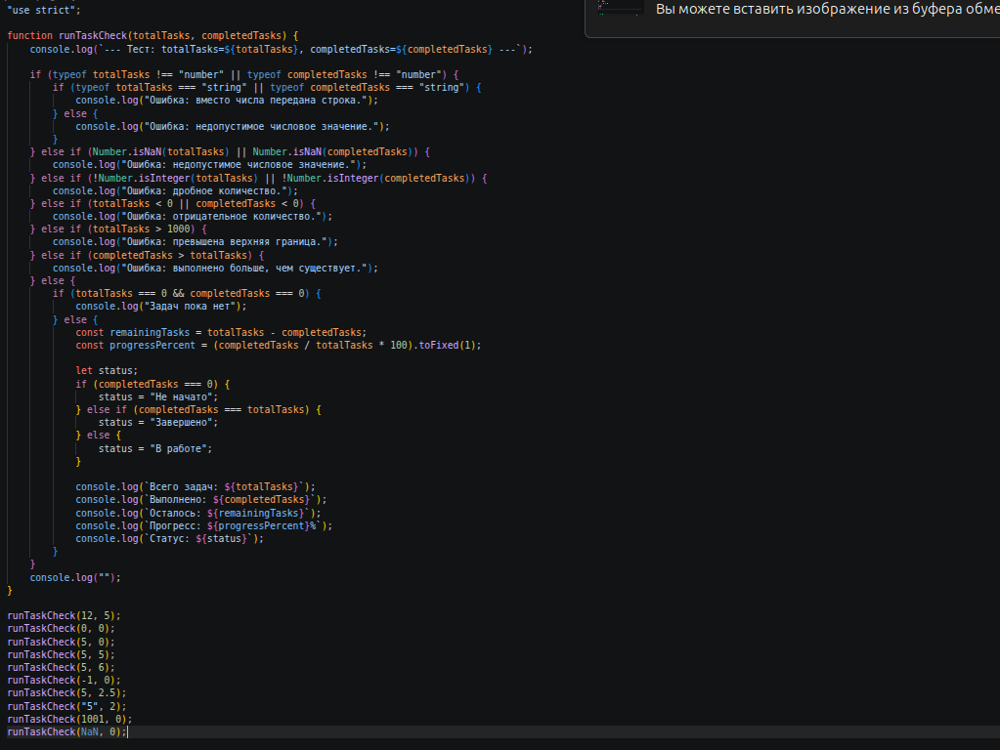 "use strict";
Вы можете вставить изображение из буфера обме
function runTaskCheck(totalTasks, completedTasks) {
    console.log(`--- Тест: totalTasks=${totalTasks}, completedTasks=${completedTasks} ---`);
    if (typeof totalTasks !== "number" || typeof completedTasks !== "number") {
        if (typeof totalTasks === "string" || typeof completedTasks === "string") {
            console.log("Ошибка: вместо числа передана строка.");
        } else {
            console.log("Ошибка: недопустимое числовое значение.");
        }
    } else if (Number.isNaN(totalTasks) || Number.isNaN(completedTasks)) {
        console.log("Ошибка: недопустимое числовое значение.");
    } else if (!Number.isInteger(totalTasks) || !Number.isInteger(completedTasks)) {
        console.log("Ошибка: дробное количество.");
    } else if (totalTasks < 0 || completedTasks < 0) {
        console.log("Ошибка: отрицательное количество.");
    } else if (totalTasks > 1000) {
        console.log("Ошибка: превышена верхняя граница.");
    } else if (completedTasks > totalTasks) {
        console.log("Ошибка: выполнено больше, чем существует.");
    } else {
        if (totalTasks === 0 && completedTasks === 0) {
            console.log("Задач пока нет");
        } else {
            const remainingTasks = totalTasks - completedTasks;
            const progressPercent = (completedTasks / totalTasks * 100).toFixed(1);
            let status;
            if (completedTasks === 0) {
                status = "Не начато";
            } else if (completedTasks === totalTasks) {
                status = "Завершено";
            } else {
                status = "В работе";
            }
            console.log(`Всего задач: ${totalTasks}`);
            console.log(`Выполнено: ${completedTasks}`);
            console.log(`Осталось: ${remainingTasks}`);
            console.log(`Прогресс: ${progressPercent}%`);
            console.log(`Статус: ${status}`);
        }
    }
    console.log("");
}
runTaskCheck(12, 5);
runTaskCheck(0, 0);
runTaskCheck(5, 0);
runTaskCheck(5, 5);
runTaskCheck(5, 6);
runTaskCheck(-1, 0);
runTaskCheck(5, 2.5);
runTaskCheck("5", 2);
runTaskCheck(1001, 0);
runTaskCheck(NaN, 0);